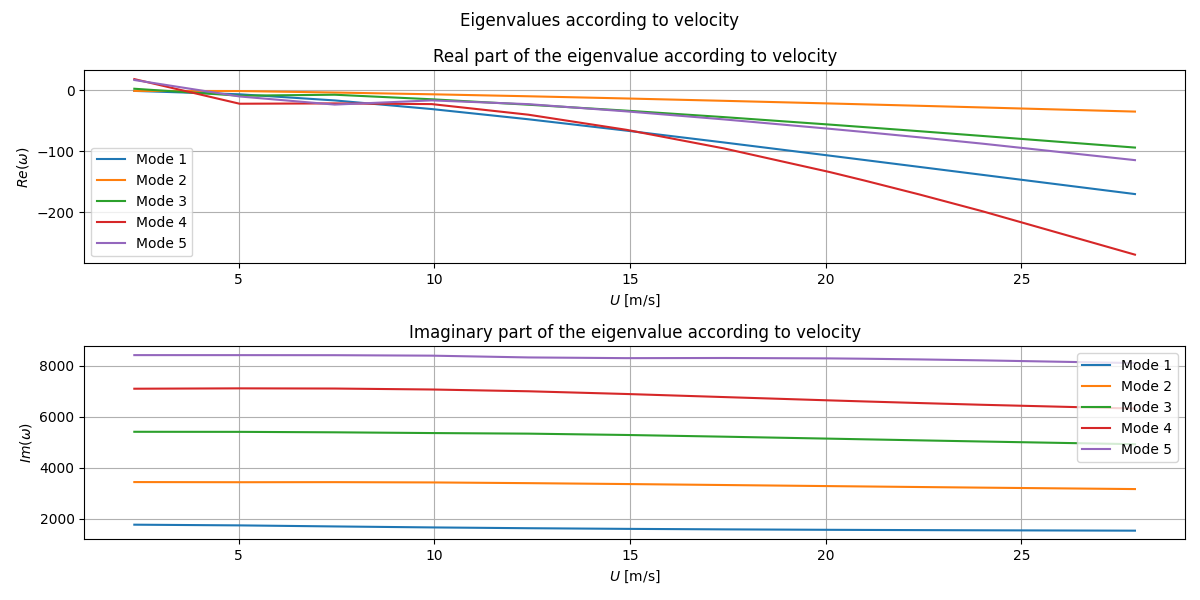 Eigenvalues according to velocity
Real part of the eigenvalue according to velocity
0
−100
−200
Re(ω)
Mode 1
Mode 2
Mode 3
Mode 4
Mode 5
5 10 15 20 25
U [m/s]
Imaginary part of the eigenvalue according to velocity
8000
6000
4000
2000
Im(ω)
Mode 1
Mode 2
Mode 3
Mode 4
Mode 5
5 10 15 20 25
U [m/s]